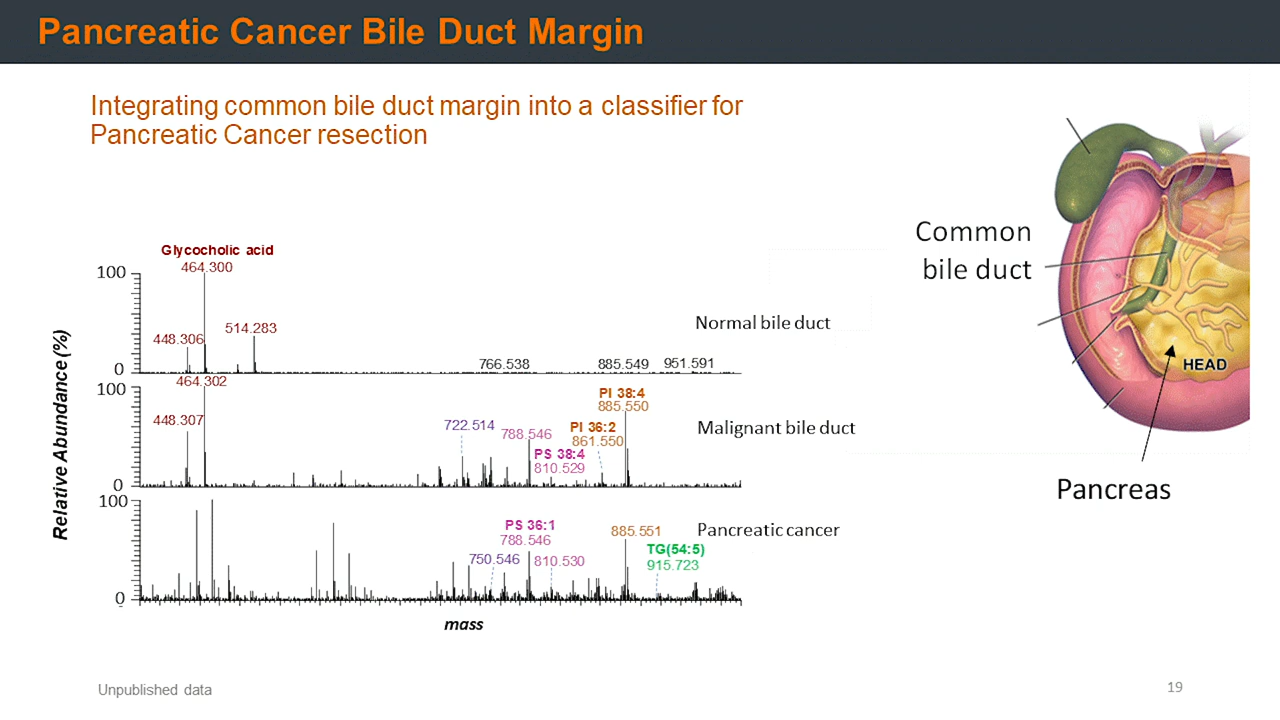 Pancreatic Cancer Bile Duct Margin
Integrating common bile duct margin into a classifier for
Pancreatic Cancer resection
Relative Abundance (%)
Glycocholic acid
464.300
100
448.306
514.283
766.538
885.549
951.591
0
Normal bile duct
100
464.302
448.307
722.514
788.546
PS 38:4
810.529
PI 36:2
861.550
PI 38:4
885.550
0
Malignant bile duct
100
PS 36:1
788.546
750.546
810.530
885.551
TG(54:5)
915.723
0
Pancreatic cancer
mass
Common
bile duct
HEAD
Pancreas
Unpublished data
19